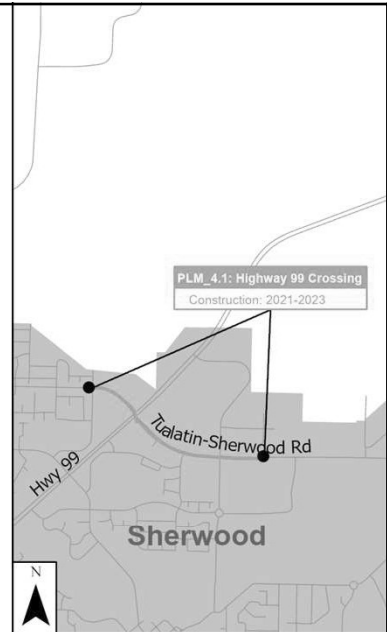 PLM_4.1: Highway 99 Crossing
Construction: 2021-2023
Tualatin-Sherwood Rd
Hwy 99
Sherwood
N